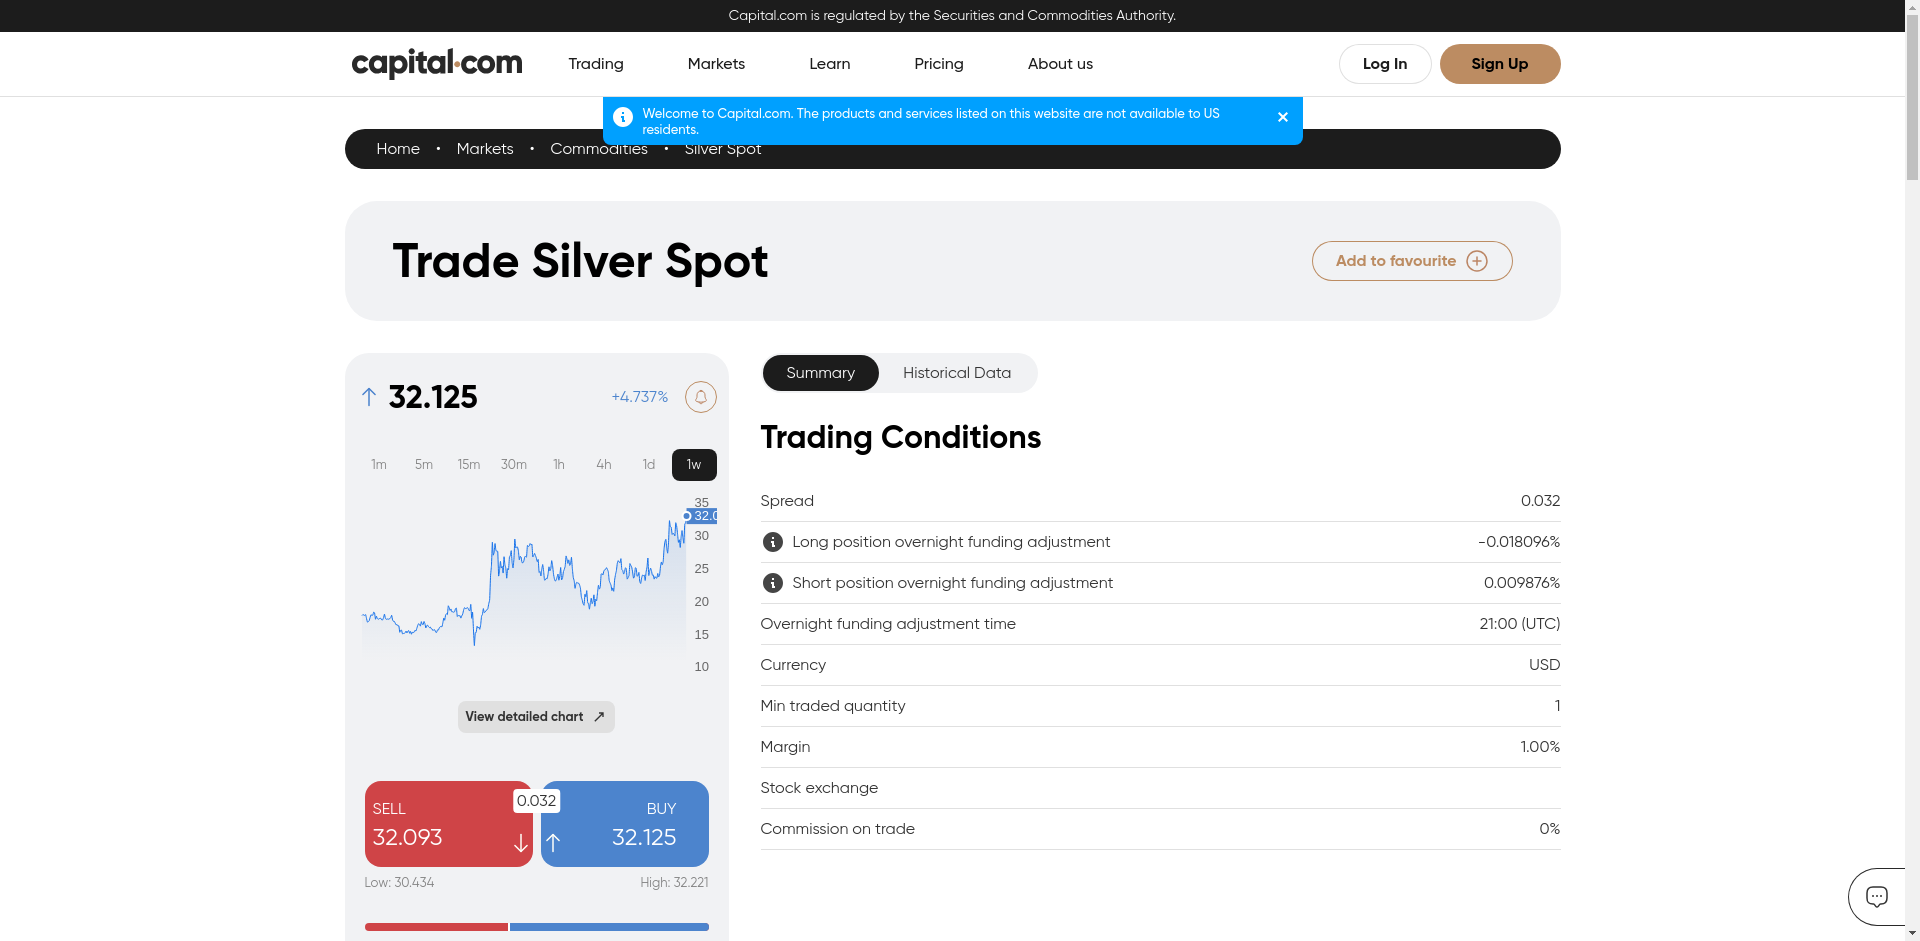 Capital.com is regulated by the Securities and Commodities Authority.
capital.com
Trading
Markets
Learn
Pricing
About us
Log In
Sign Up
Welcome to Capital.com. The products and services listed on this website are not available to US
residents.
Home • Markets • Commodities • Silver Spot
Trade Silver Spot
Add to favourite
32.125
+4.737%
1m 5m 15m 30m 1h 4h 1d 1w
35
32.0
30
25
20
15
10
View detailed chart
SELL
32.093
0.032
BUY
32.125
Low: 30.434
High: 32.221
Summary
Historical Data
Trading Conditions
Spread 0.032
Long position overnight funding adjustment -0.018096%
Short position overnight funding adjustment 0.009876%
Overnight funding adjustment time 21:00 (UTC)
Currency USD
Min traded quantity 1
Margin 1.00%
Stock exchange
Commission on trade 0%